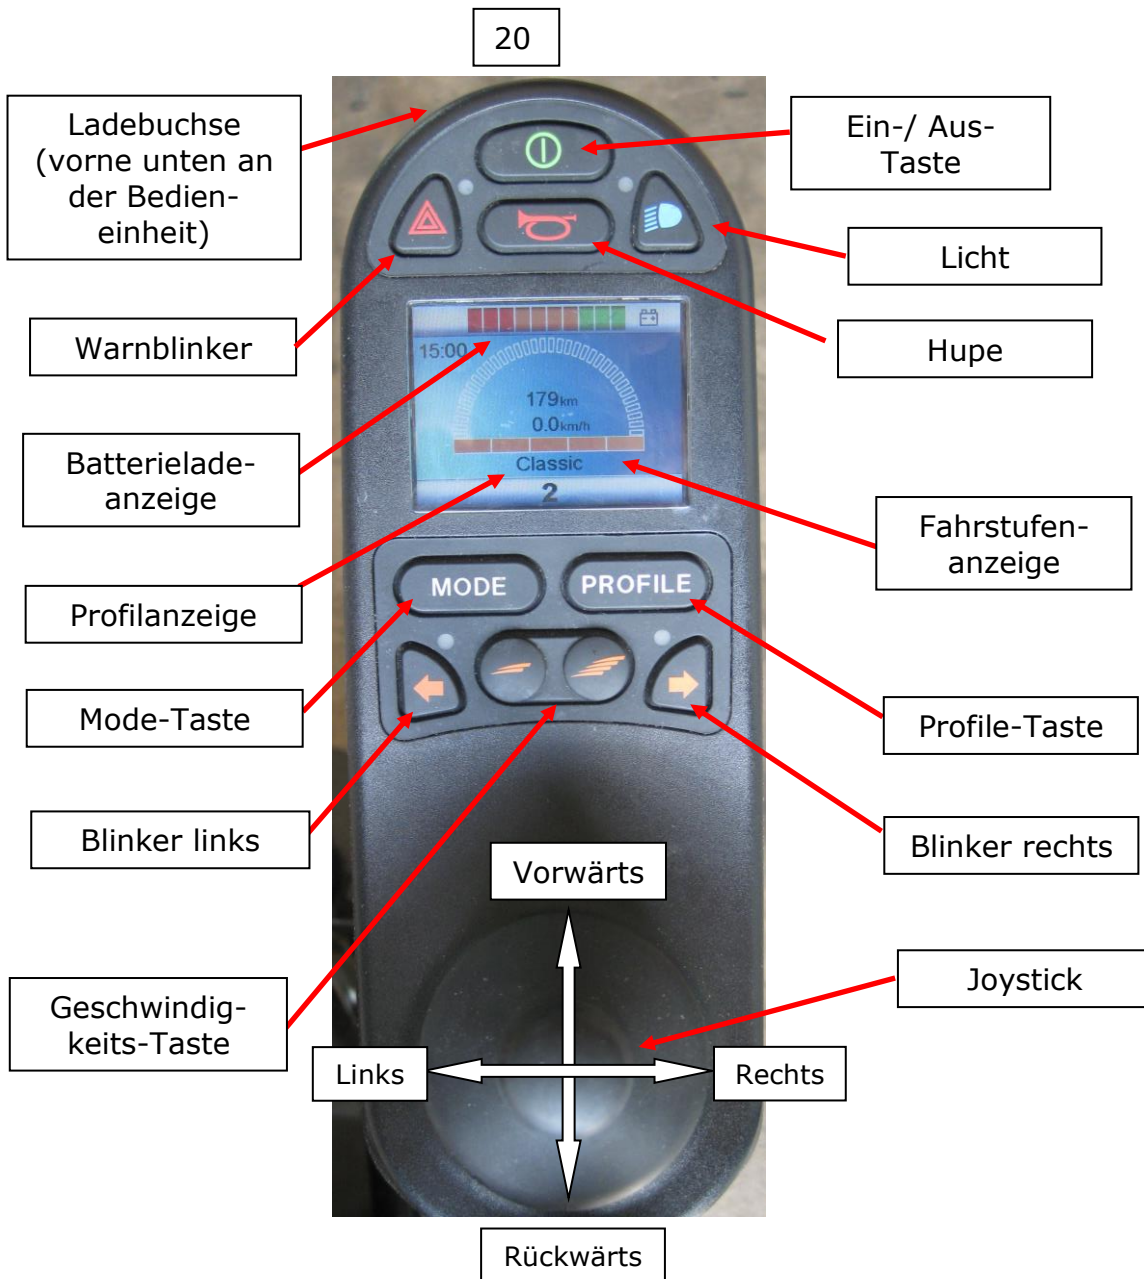 20
Ladebuchse
(vorne unten an
der Bedien-
einheit)
Ein-/ Aus-
Taste
Licht
Warnblinker
Hupe
15:00
179km
0.0km/h
Classic
2
Batterielade-
anzeige
Fahrstufen-
anzeige
MODE
PROFILE
Profilanzeige
Mode-Taste
Profile-Taste
Blinker links
Blinker rechts
Vorwärts
Geschwindig-
keits-Taste
Joystick
Links
Rechts
Rückwärts